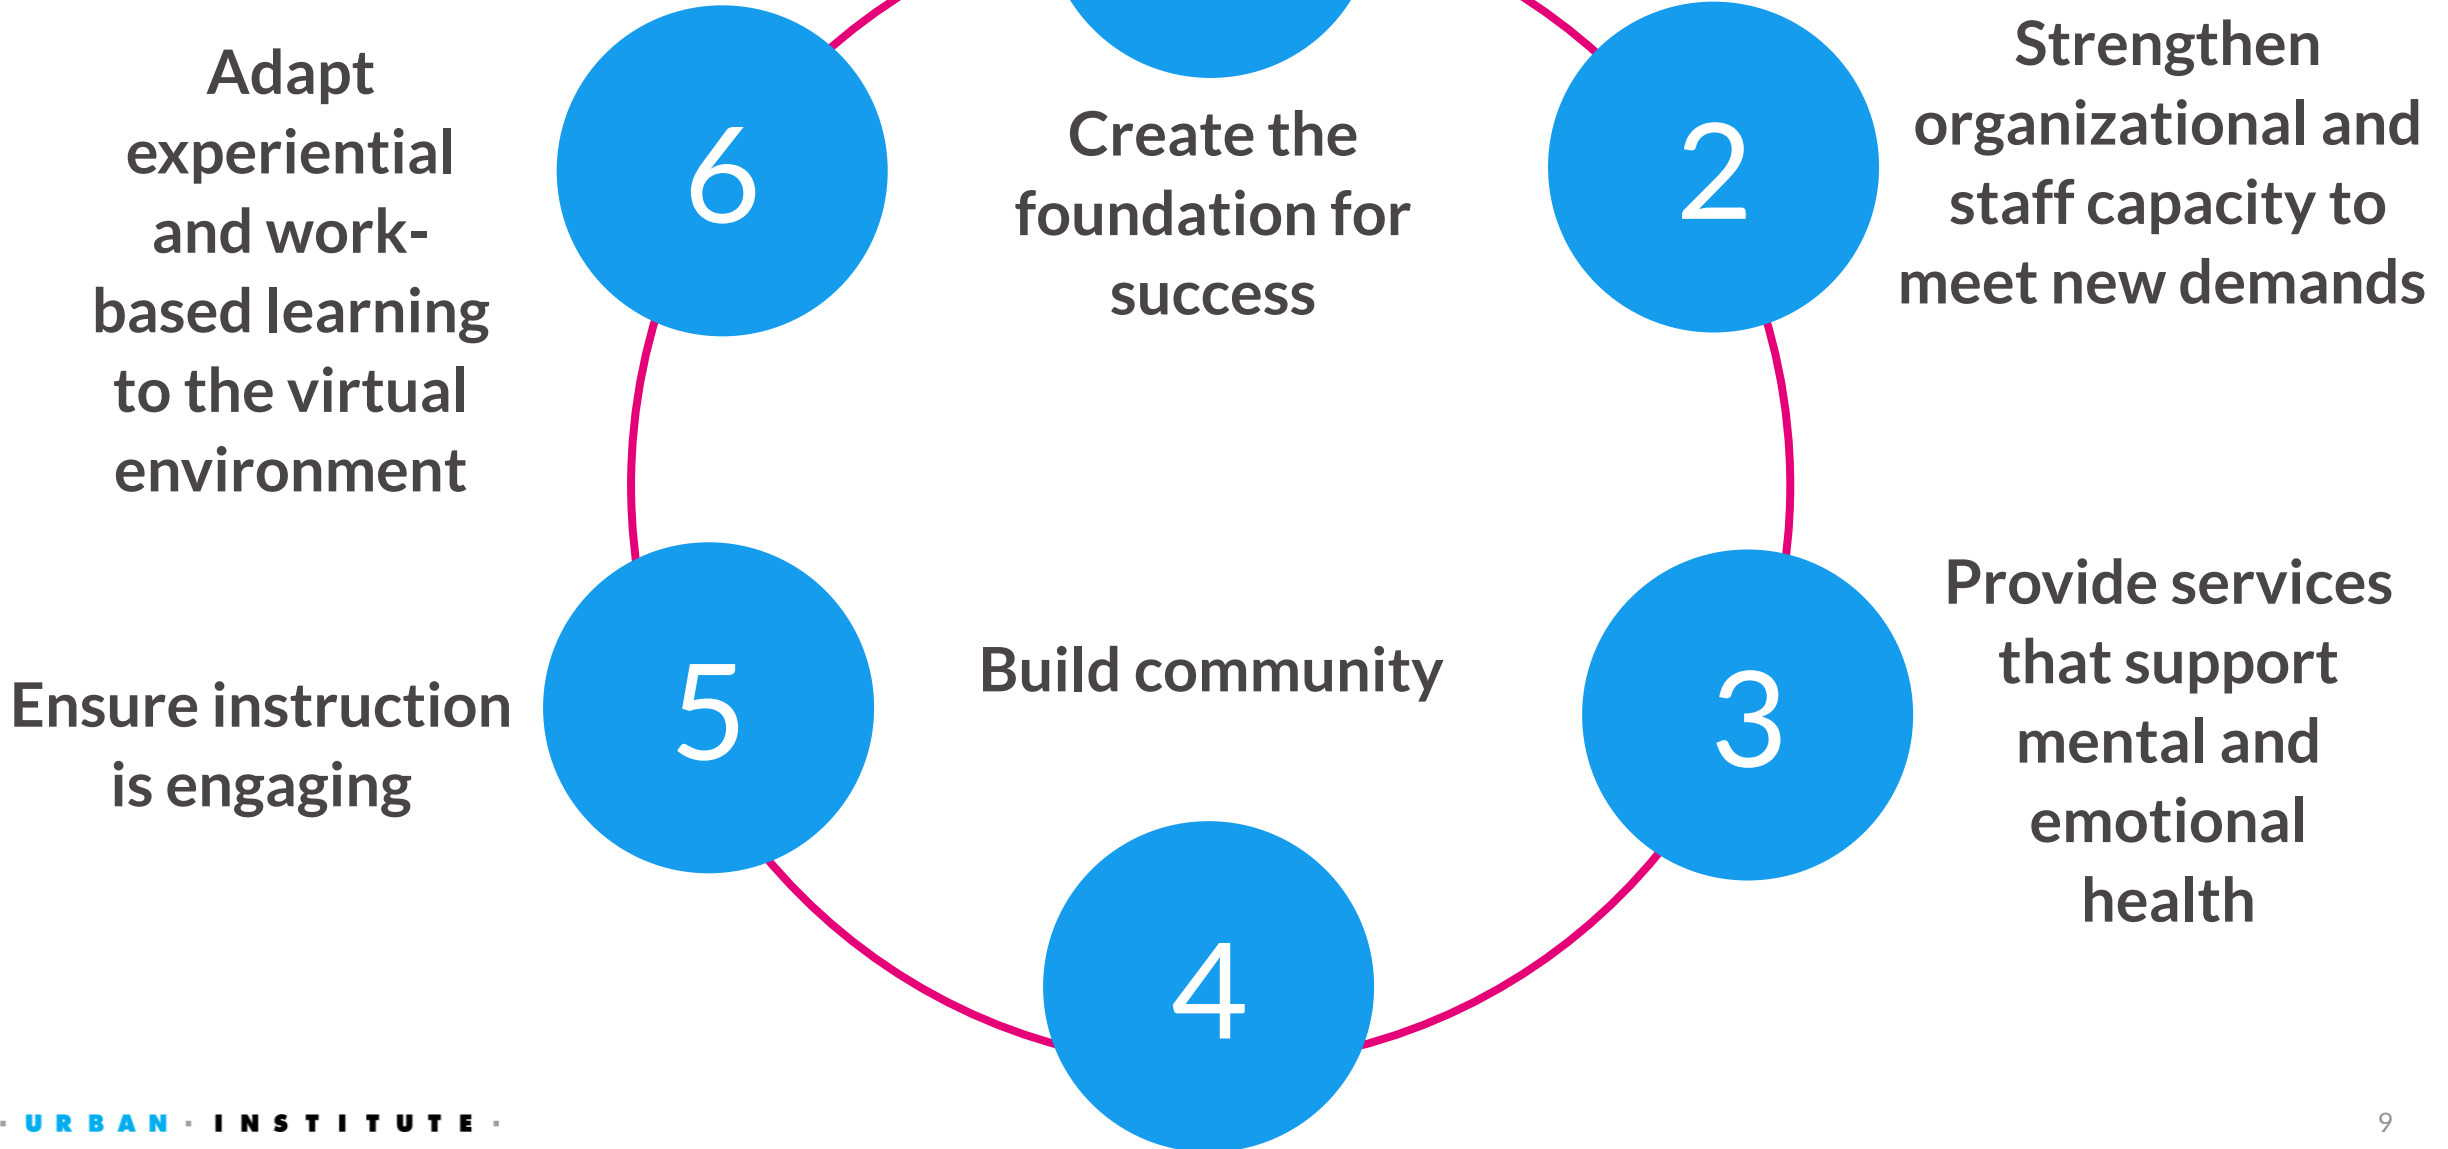 Create the
foundation for
success
2
Strengthen
organizational and
staff capacity to
meet new demands
3
Provide services
that support
mental and
emotional
health
4
Build community
5
Ensure instruction
is engaging
6
Adapt
experiential
and work-
based learning
to the virtual
environment
URBAN · INSTITUTE
9